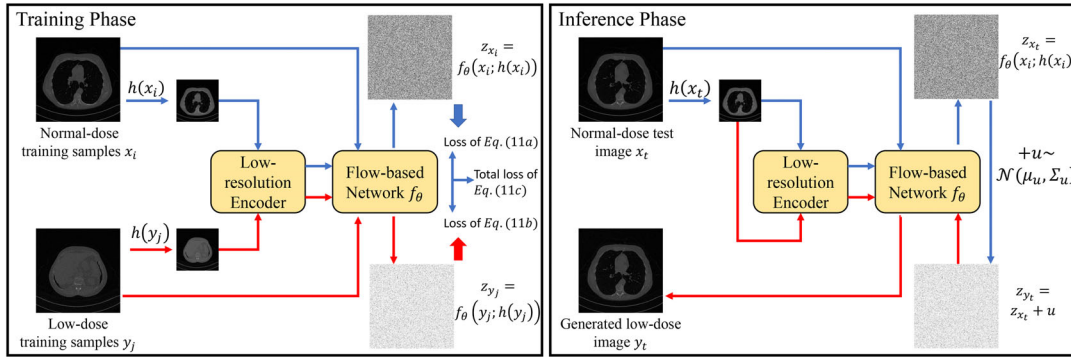 Training Phase
h(x_i)
Normal-dose
training samples x_i
Low-
resolution
Encoder
Flow-based
Network f_θ
z_{x_i} =
f_θ(x_i; h(x_i))
Loss of Eq. (11a)
Total loss of
Eq. (11c)
Loss of Eq. (11b)
h(y_j)
Low-dose
training samples y_j
z_{y_j} =
f_θ(y_j; h(y_j))
Inference Phase
h(x_t)
Normal-dose test
image x_t
Low-
resolution
Encoder
Flow-based
Network f_θ
z_{x_t} =
f_θ(x_i; h(x_i)
+u~
𝒩(μ_u, Σ_u)
Generated low-dose
image y_t
z_{y_t} =
z_{x_t} + u